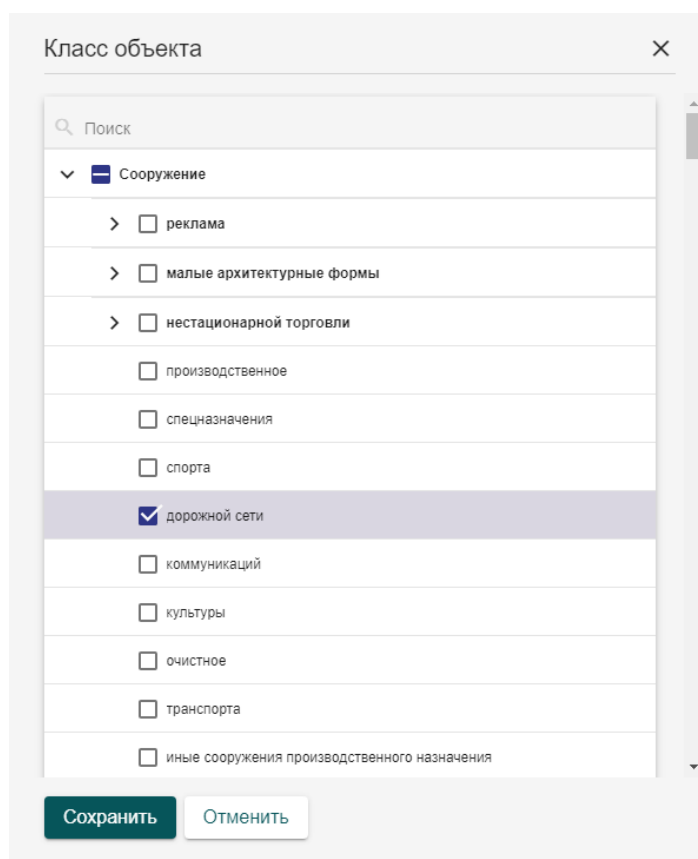 Класс объекта
Поиск
Сооружение
реклама
малые архитектурные формы
нестационарной торговли
производственное
спецназначения
спорта
дорожной сети
коммуникаций
культуры
очистное
транспорта
иные сооружения производственного назначения
Сохранить Отменить